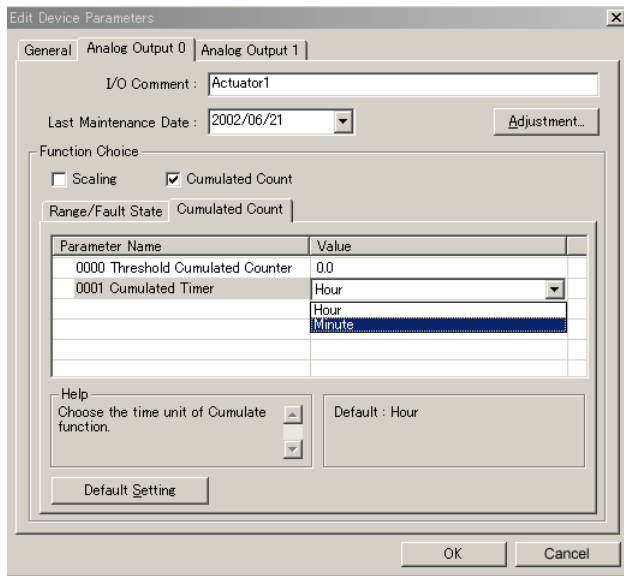 Edit Device Parameters
General Analog Output 0 Analog Output 1
I/O Comment : Actuator1
Last Maintenance Date : 2002/06/21 Adjustment...
Function Choice
Scaling Cumulated Count
Range/Fault State Cumulated Count
Parameter Name Value
0000 Threshold Cumulated Counter 0.0
0001 Cumulated Timer Hour
Hour
Minute
Help
Choose the time unit of Cumulate
function.
Default : Hour
Default Setting
OK Cancel